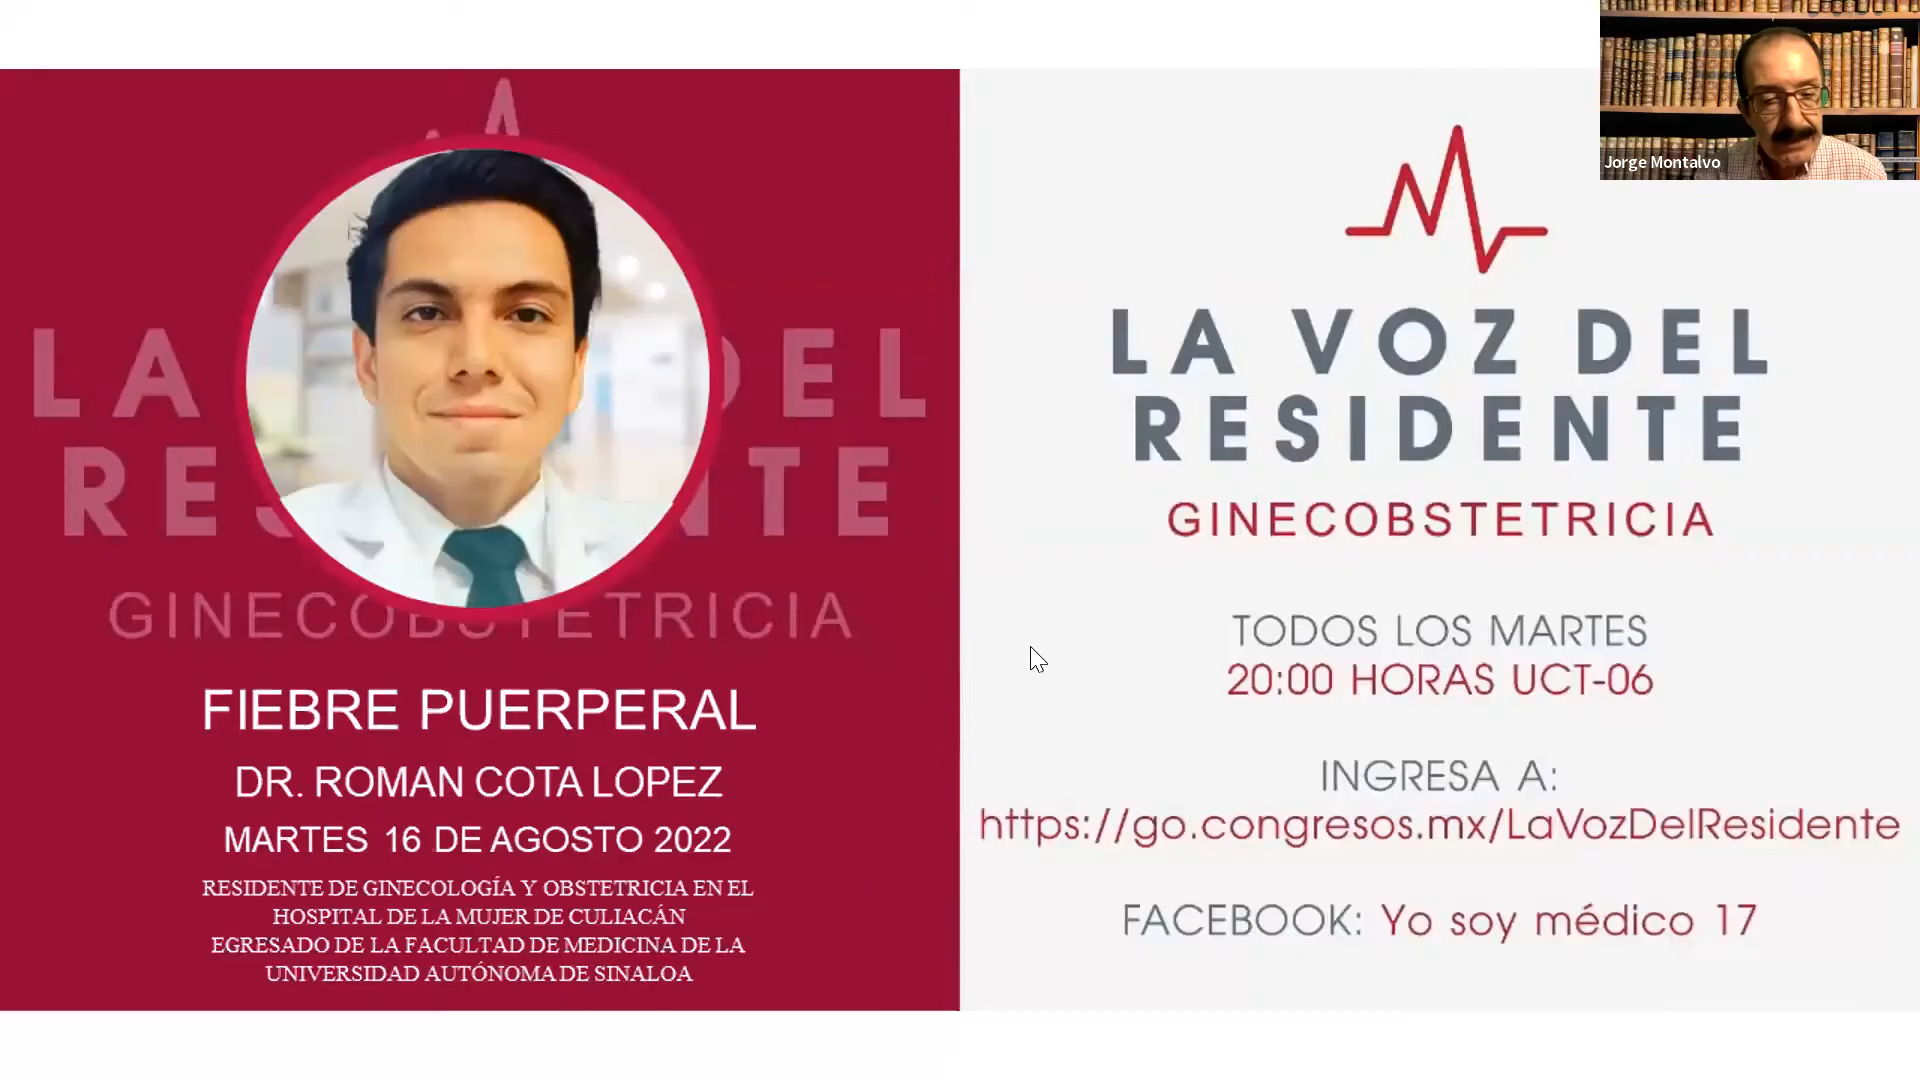 LA VOZ DEL
RESIDENTE
GINECOBSTETRICIA
FIEBRE PUERPERAL
DR. ROMAN COTA LOPEZ
MARTES 16 DE AGOSTO 2022
RESIDENTE DE GINECOLOGÍA Y OBSTETRICIA EN EL
HOSPITAL DE LA MUJER DE CULIACÁN
EGRESADO DE LA FACULTAD DE MEDICINA DE LA
UNIVERSIDAD AUTÓNOMA DE SINALOA
Jorge Montalvo
LA VOZ DEL
RESIDENTE
GINECOBSTETRICIA
TODOS LOS MARTES
20:00 HORAS UCT-06
INGRESA A:
https://go.congresos.mx/LaVozDelResidente
FACEBOOK: Yo soy médico 17